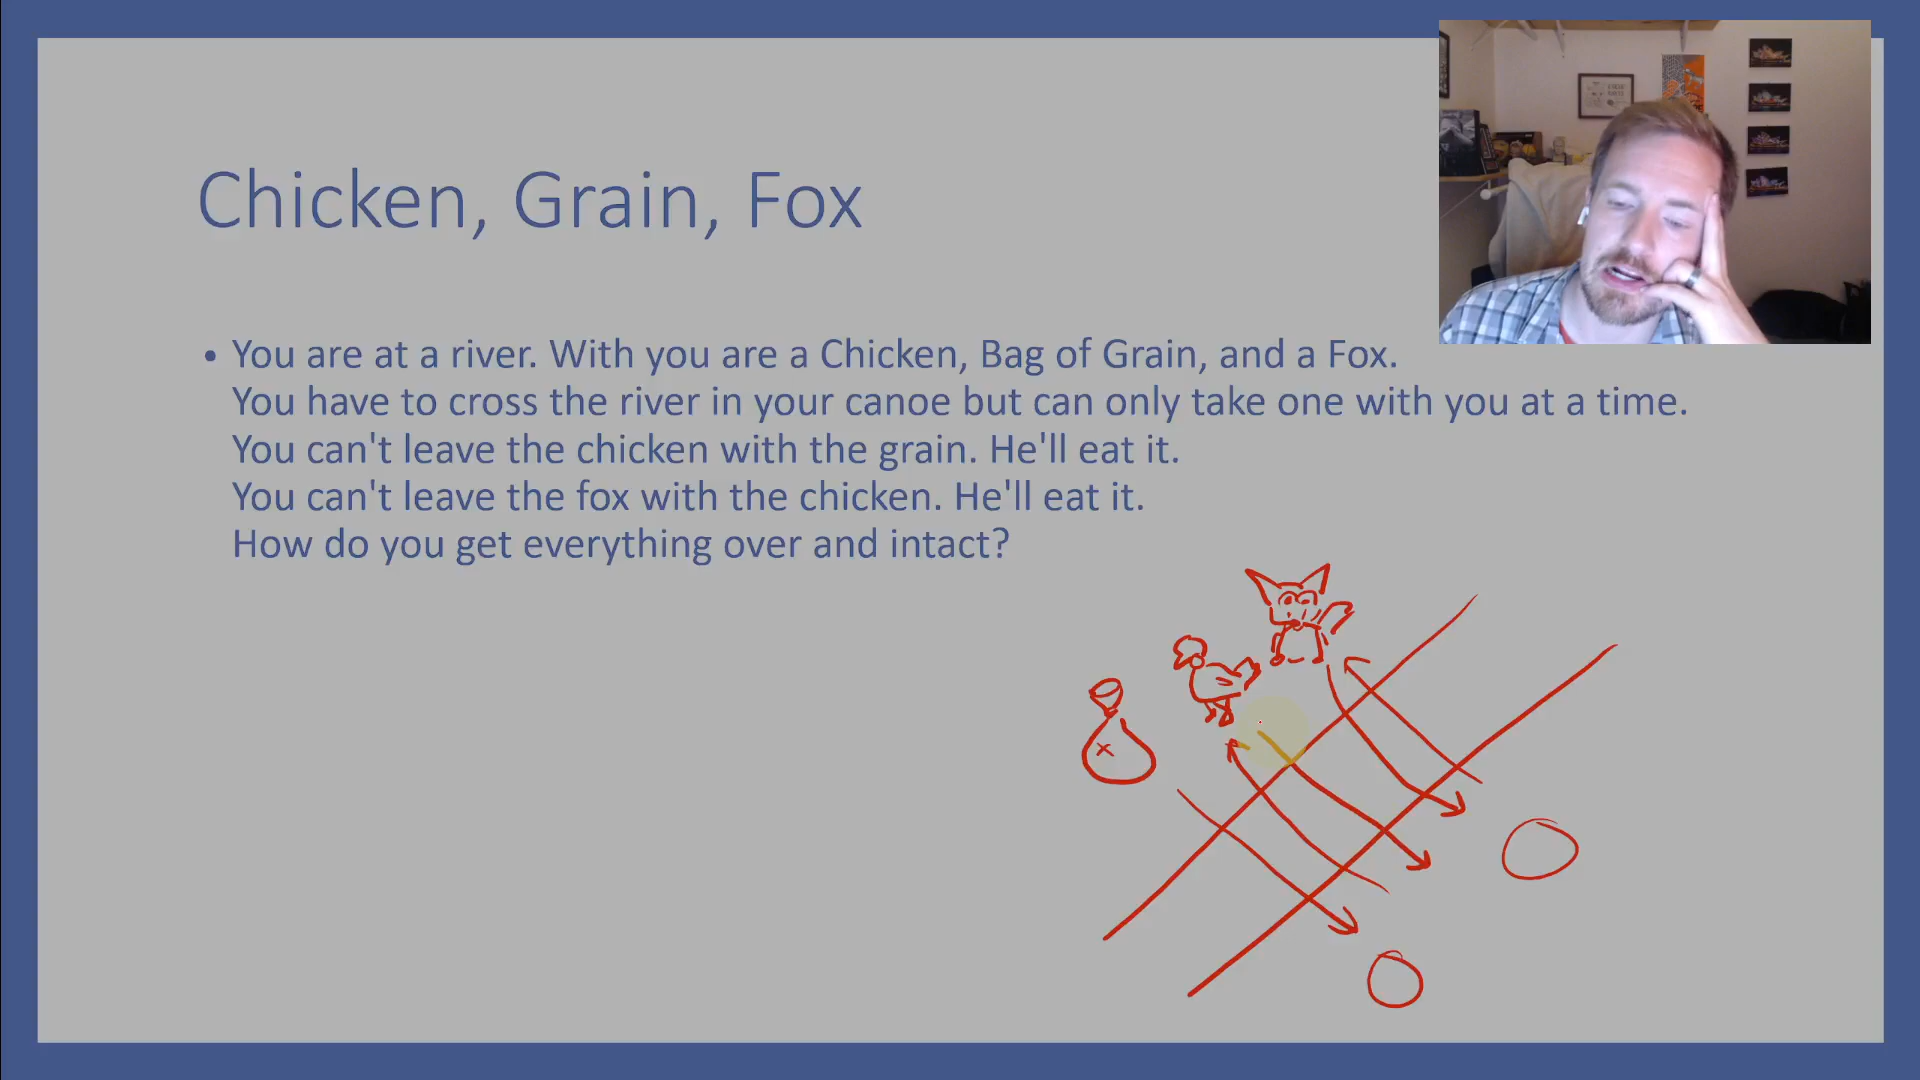 Chicken, Grain, Fox
• You are at a river. With you are a Chicken, Bag of Grain, and a Fox.
You have to cross the river in your canoe but can only take one with you at a time.
You can't leave the chicken with the grain. He'll eat it.
You can't leave the fox with the chicken. He'll eat it.
How do you get everything over and intact?
x